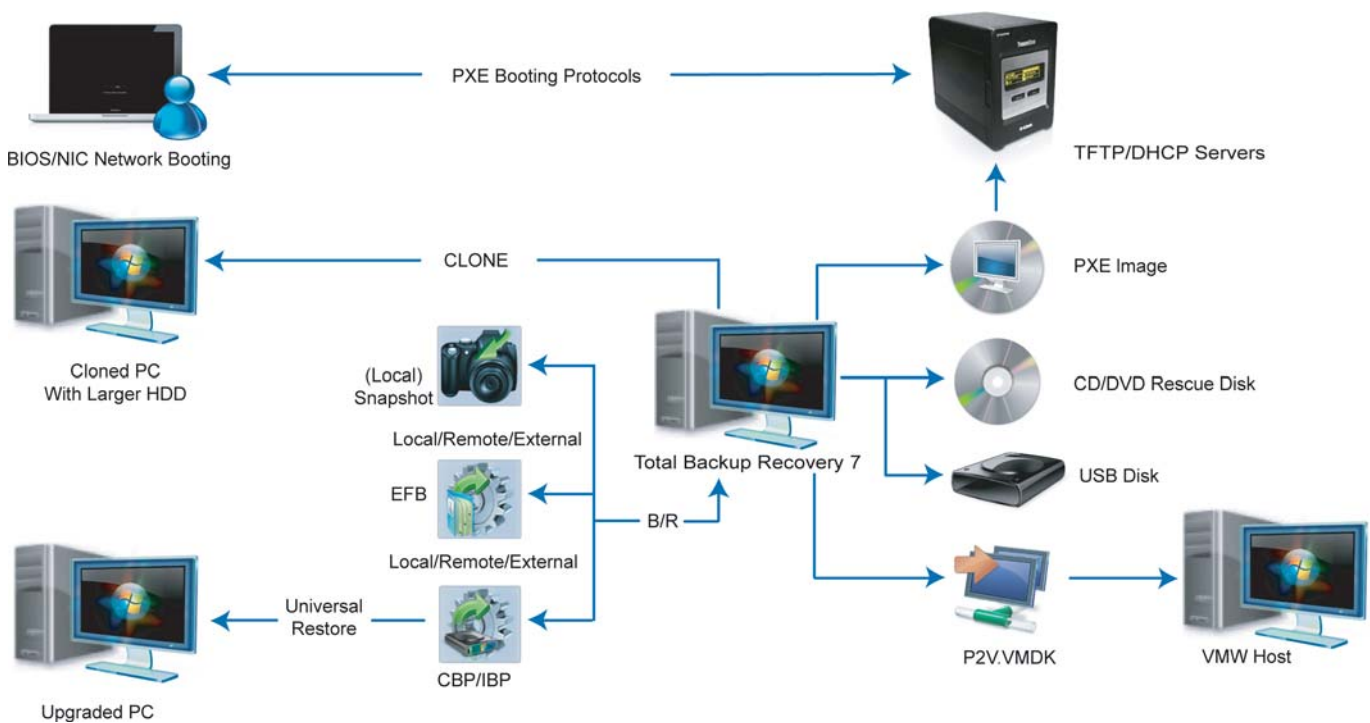 PXE Booting Protocols
BIOS/NIC Network Booting
TFTP/DHCP Servers
CLONE
PXE Image
Cloned PC
With Larger HDD
(Local)
Snapshot
CD/DVD Rescue Disk
Local/Remote/External
Total Backup Recovery 7
EFB
USB Disk
B/R
Local/Remote/External
Universal
Restore
CBP/IBP
P2V.VMDK
VMW Host
Upgraded PC